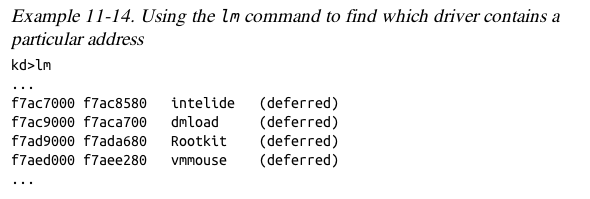 Example 11-14. Using the lm command to find which driver contains a
particular address
kd>lm
...
f7ac7000 f7ac8580   intelide   (deferred)
f7ac9000 f7aca700   dmload     (deferred)
f7ad9000 f7ada680   Rootkit    (deferred)
f7aed000 f7aee280   vmmouse    (deferred)
...